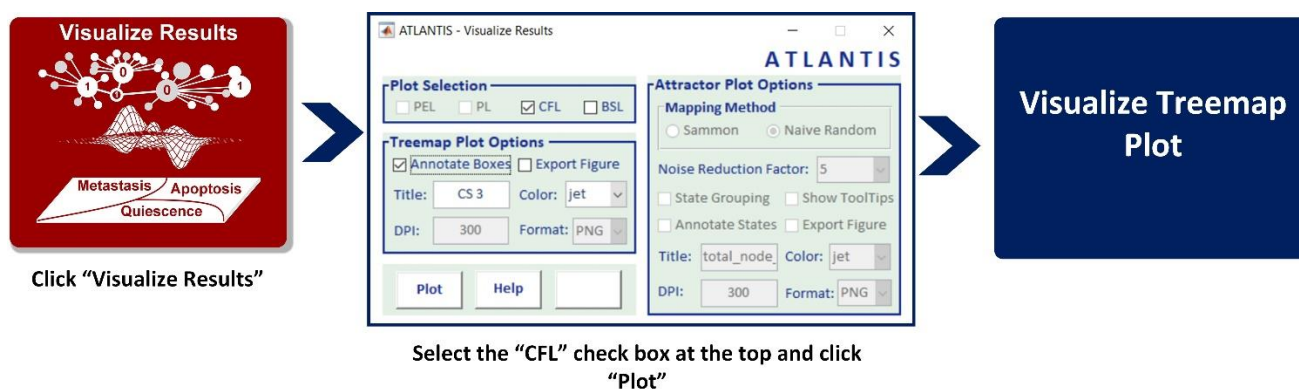 Visualize Results
0
1
1
0
1
Metastasis
Apoptosis
Quiescence
Click “Visualize Results”
ATLANTIS - Visualize Results
ATLANTIS
Plot Selection
PEL PL CFL BSL
Treemap Plot Options
Annotate Boxes Export Figure
Title: CS 3 Color: jet
DPI: 300 Format: PNG
Plot Help
Attractor Plot Options
Mapping Method
Sammon Naive Random
Noise Reduction Factor: 5
State Grouping Show ToolTips
Annotate States Export Figure
Title: total_node_ Color: jet
DPI: 300 Format: PNG
Select the “CFL” check box at the top and click
“Plot”
Visualize Treemap
Plot